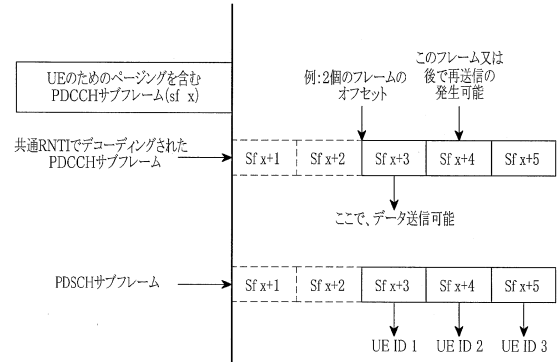 UEのためのページングを含む
PDCCHサブフレーム(sf x)
例:2個のフレームの
オフセット
このフレーム又は
後で再送信の
発生可能
共通RNTIでデコーディングされた
PDCCHサブフレーム
Sf x+1 Sf x+2 Sf x+3 Sf x+4 Sf x+5
ここで、データ送信可能
PDSCHサブフレーム
Sf x+1 Sf x+2 Sf x+3 Sf x+4 Sf x+5
UE ID 1 UE ID 2 UE ID 3